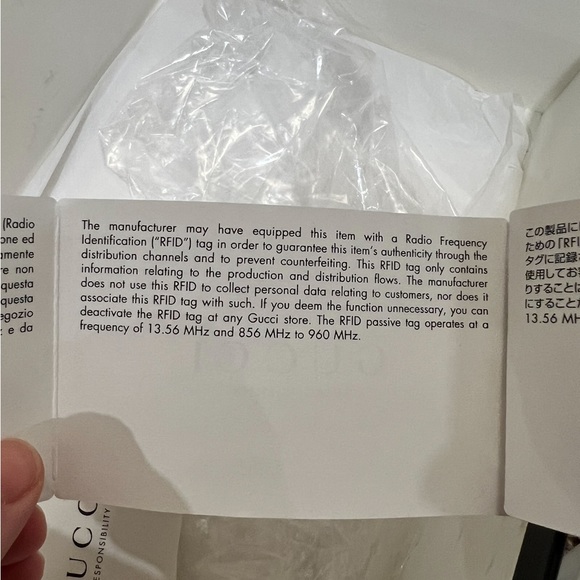 (Radio
one ed
amente
re non
questa
questa
egozio
e da
The manufacturer may have equipped this item with a Radio Frequency
Identification (“RFID”) tag in order to guarantee this item’s authenticity through the
distribution channels and to prevent counterfeiting. This RFID tag only contains
information relating to the production and distribution flows. The manufacturer
does not use this RFID to collect personal data relating to customers, nor does it
associate this RFID tag with such. If you deem the function unnecessary, you can
deactivate the RFID tag at any Gucci store. The RFID passive tag operates at a
frequency of 13.56 MHz and 856 MHz to 960 MHz.
この製品に
ための「RF
タグに記録
使用してお
りすることは
にすることが
13.56 MH
UCC
ESPONSIBILITY